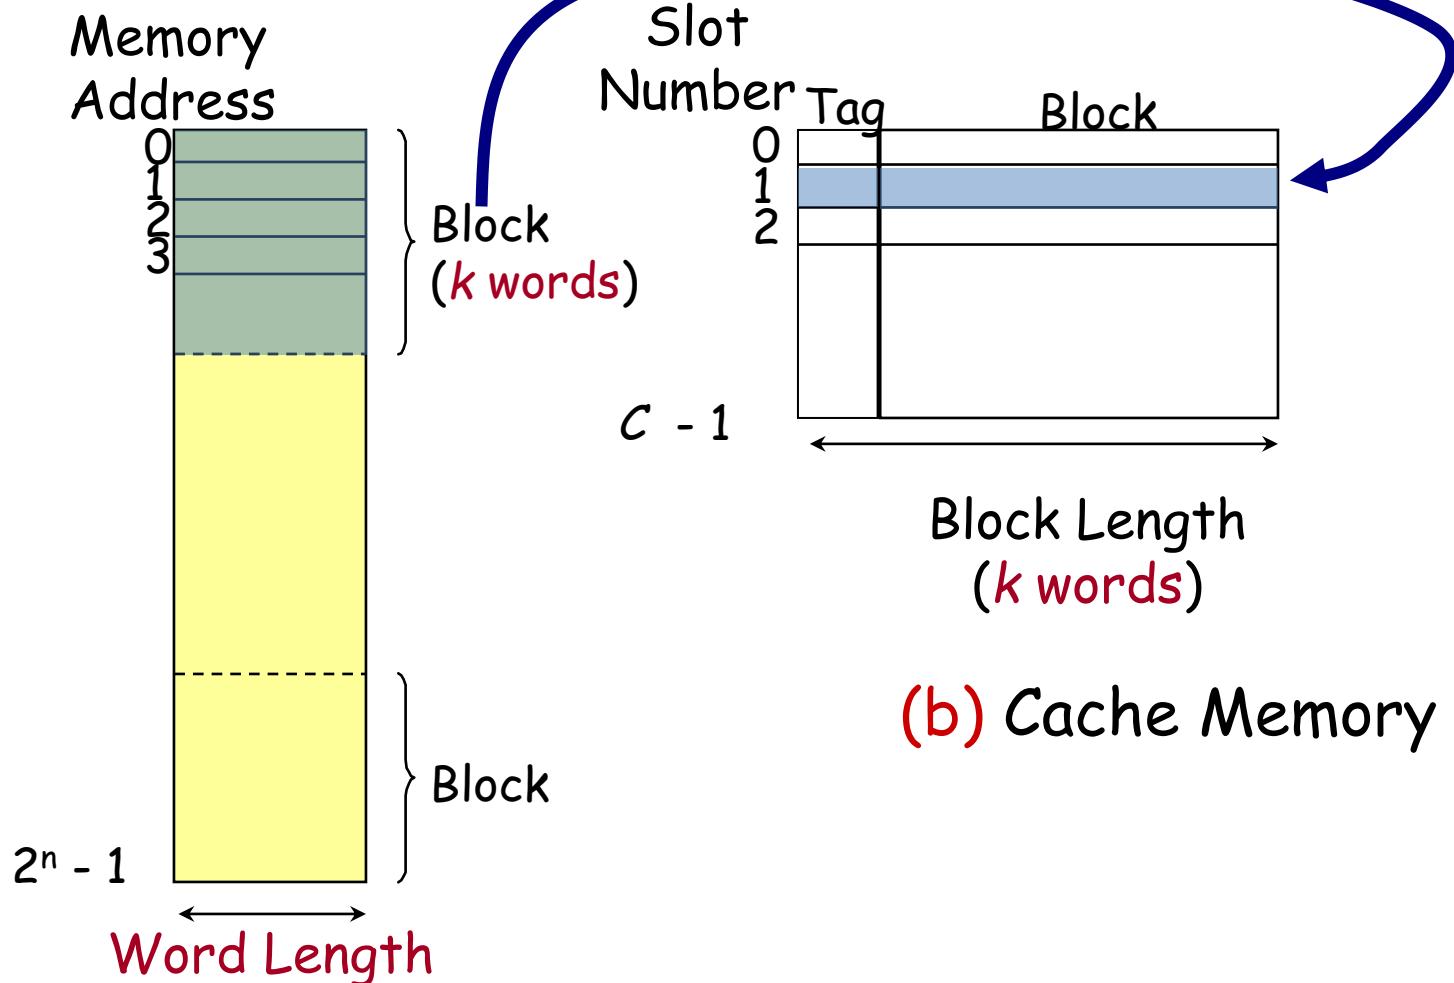 Memory
Address
0
1
2
3
Block
(k words)
Block
2ⁿ - 1
Word Length
Slot
Number
Tag
Block
0
1
2
C - 1
Block Length
(k words)
(b) Cache Memory